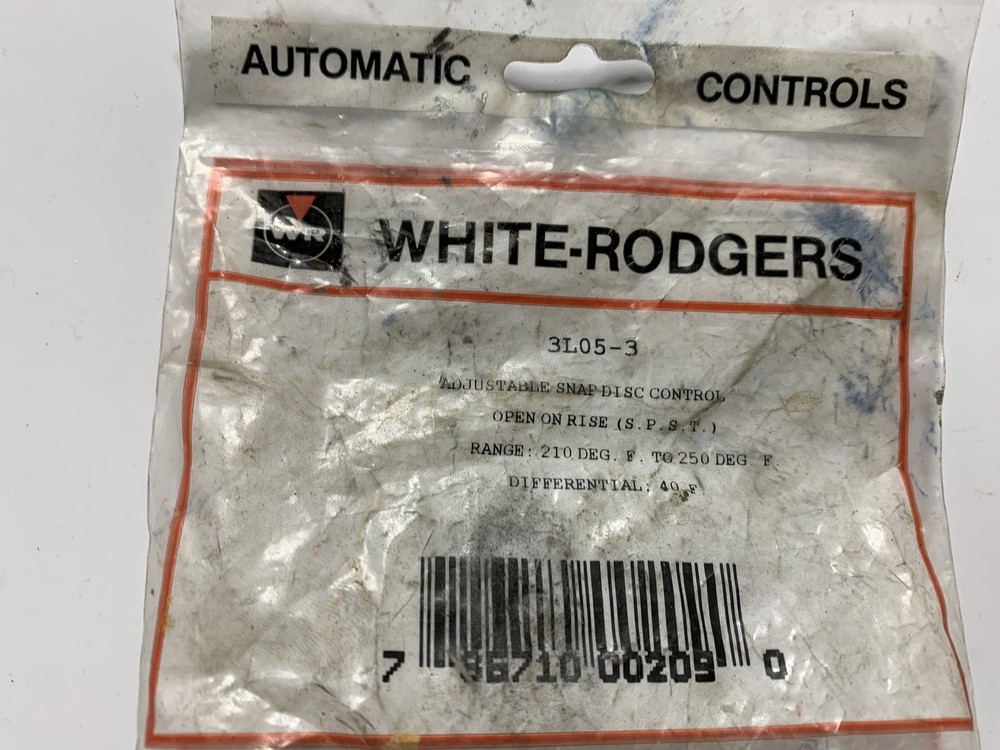 AUTOMATIC CONTROLS
WR
WHITE-RODGERS
3L05-3
ADJUSTABLE SNAP DISC CONTROL
OPEN ON RISE (S.P.S.T.)
RANGE: 210 DEG. F. TO 250 DEG F.
DIFFERENTIAL: 40 F
7 86710 00209 0